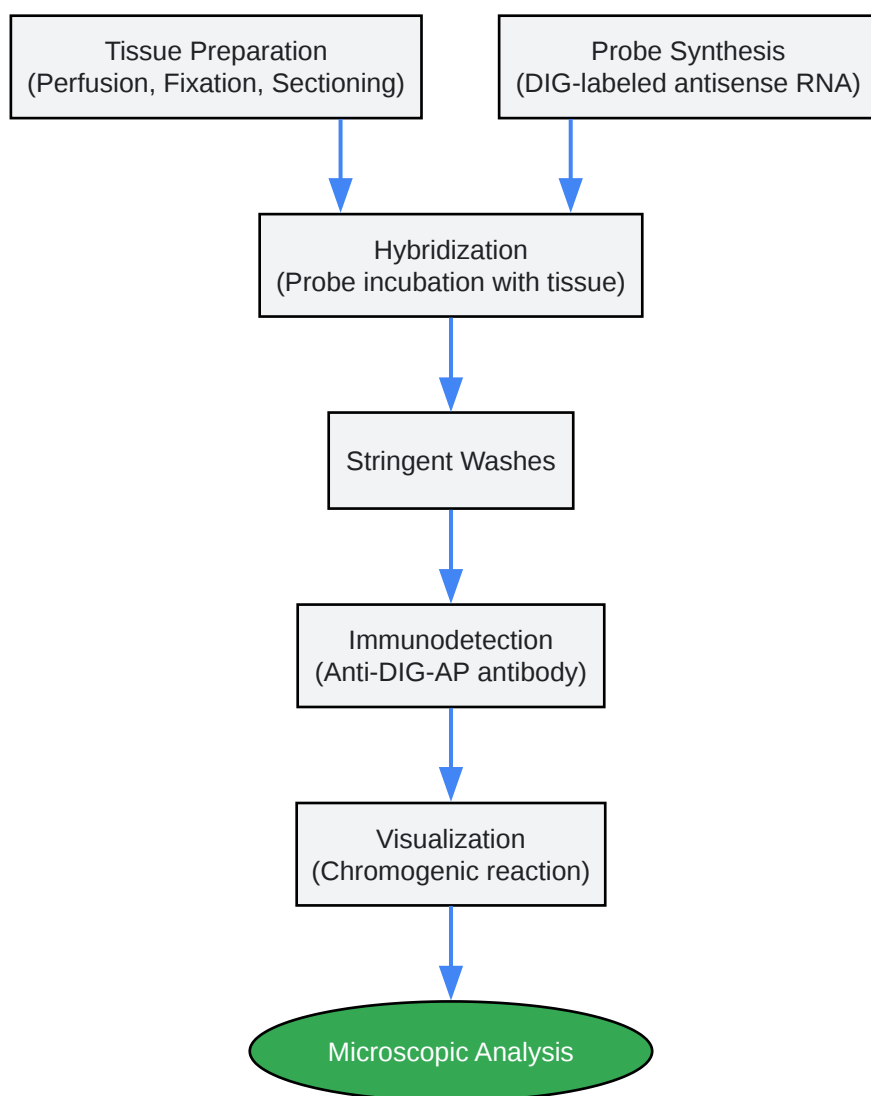 Tissue Preparation
(Perfusion, Fixation, Sectioning)
Probe Synthesis
(DIG-labeled antisense RNA)
Hybridization
(Probe incubation with tissue)
Stringent Washes
Immunodetection
(Anti-DIG-AP antibody)
Visualization
(Chromogenic reaction)
Microscopic Analysis